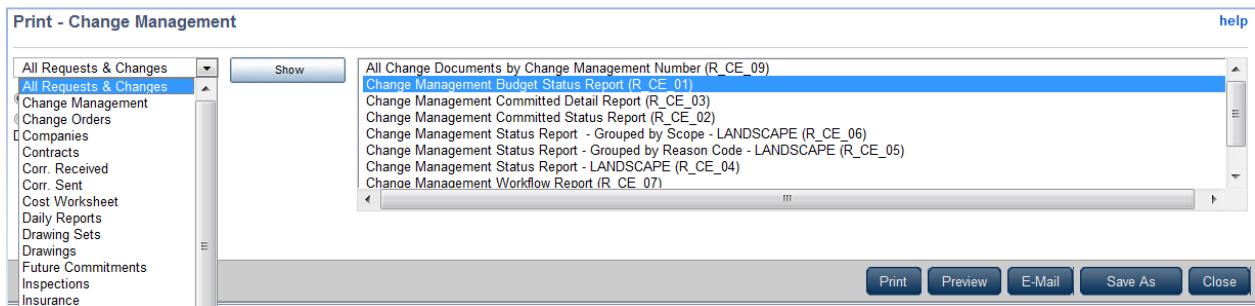 Print - Change Management
help
All Requests & Changes
Show
All Requests & Changes
Change Management
Change Orders
Companies
Contracts
Corr. Received
Corr. Sent
Cost Worksheet
Daily Reports
Drawing Sets
Drawings
Future Commitments
Inspections
Insurance
All Change Documents by Change Management Number (R_CE_09)
Change Management Budget Status Report (R_CE_01)
Change Management Committed Detail Report (R_CE_03)
Change Management Committed Status Report (R_CE_02)
Change Management Status Report - Grouped by Scope - LANDSCAPE (R_CE_06)
Change Management Status Report - Grouped by Reason Code - LANDSCAPE (R_CE_05)
Change Management Status Report - LANDSCAPE (R_CE_04)
Change Management Workflow Report (R_CE_07)
Print
Preview
E-Mail
Save As
Close